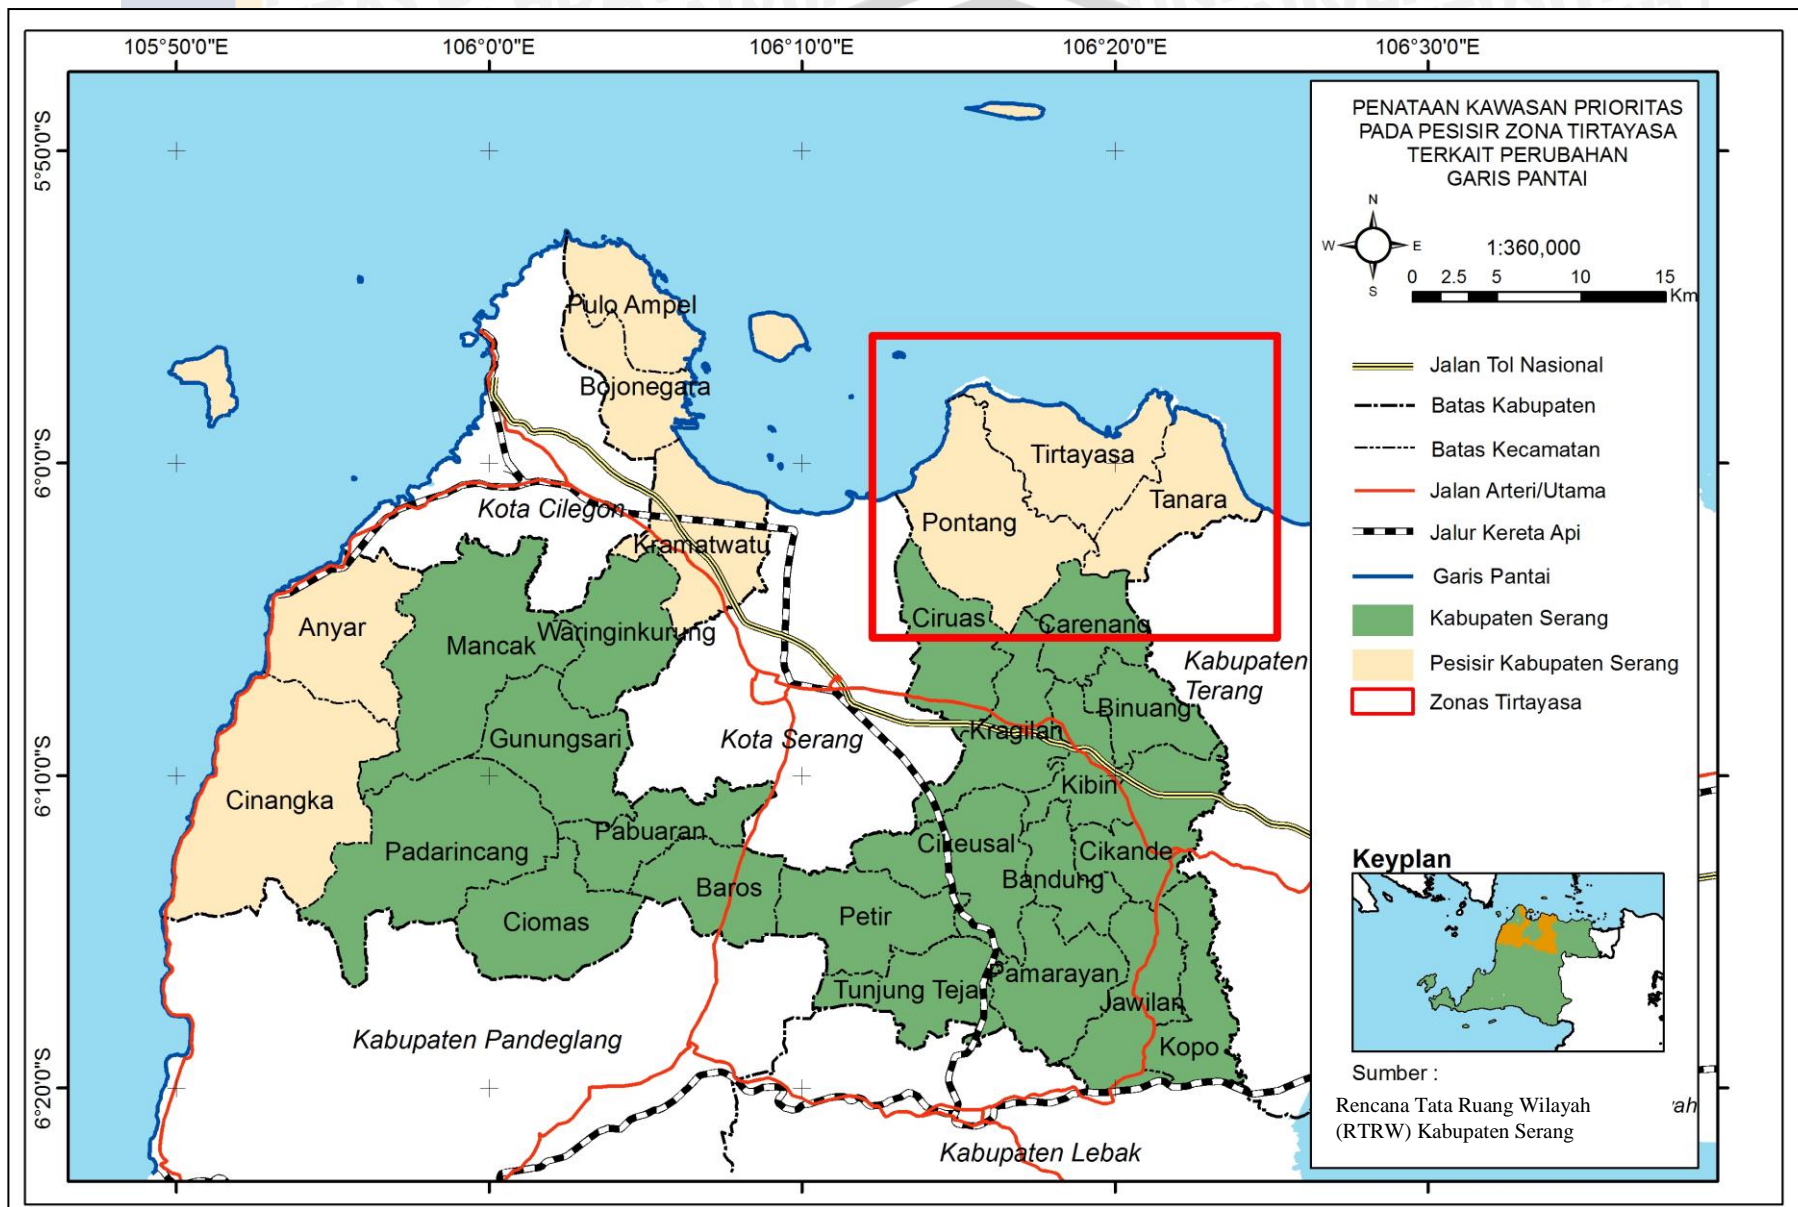 105°50'0"E
106°0'0"E
106°10'0"E
106°20'0"E
106°30'0"E
5°50'0"S
6°0'0"S
6°10'0"S
6°20'0"S
PENATAAN KAWASAN PRIORITAS
PADA PESISIR ZONA TIRTAYASA
TERKAIT PERUBAHAN
GARIS PANTAI
N
W
E
S
1:360,000
0 2.5 5 10 15
Km
Jalan Tol Nasional
Batas Kabupaten
Batas Kecamatan
Jalan Arteri/Utama
Jalur Kereta Api
Garis Pantai
Kabupaten Serang
Pesisir Kabupaten Serang
Zonas Tirtayasa
Keyplan
Sumber :
Rencana Tata Ruang Wilayah
(RTRW) Kabupaten Serang
Pulo Ampel
Bojonegara
Tirtayasa
Tanara
Pontang
Kota Cilegon
Kramatwatu
Anyar
Mancak
Waringinkurung
Ciruas
Carenang
Kabupaten
Terang
Binuang
Gunungsari
Kota Serang
Kragilan
Kibin
Cinangka
Padarincang
Pabuaran
Cikeusal
Cikande
Baros
Bandung
Ciomas
Petir
Tunjung Teja
Pamarayan
Jawilan
Kopo
Kabupaten Pandeglang
Kabupaten Lebak